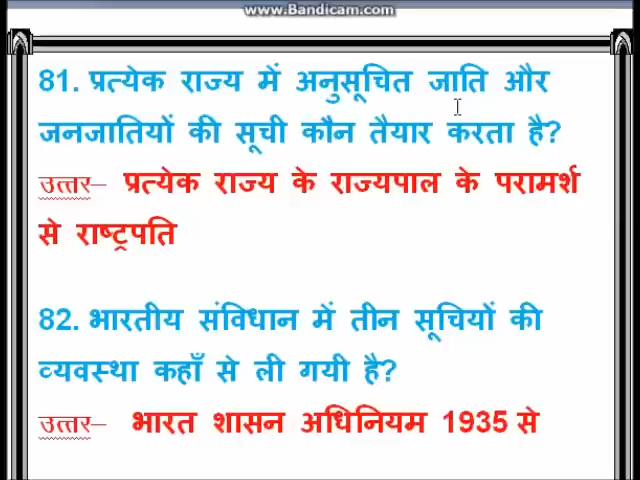 www.Bandicam.com
81. प्रत्येक राज्य में अनुसूचित जाति और
जनजातियों की सूची कौन तैयार करता है?
उत्तर– प्रत्येक राज्य के राज्यपाल के परामर्श
से राष्ट्रपति
82. भारतीय संविधान में तीन सूचियों की
व्यवस्था कहाँ से ली गयी है?
उत्तर– भारत शासन अधिनियम 1935 से